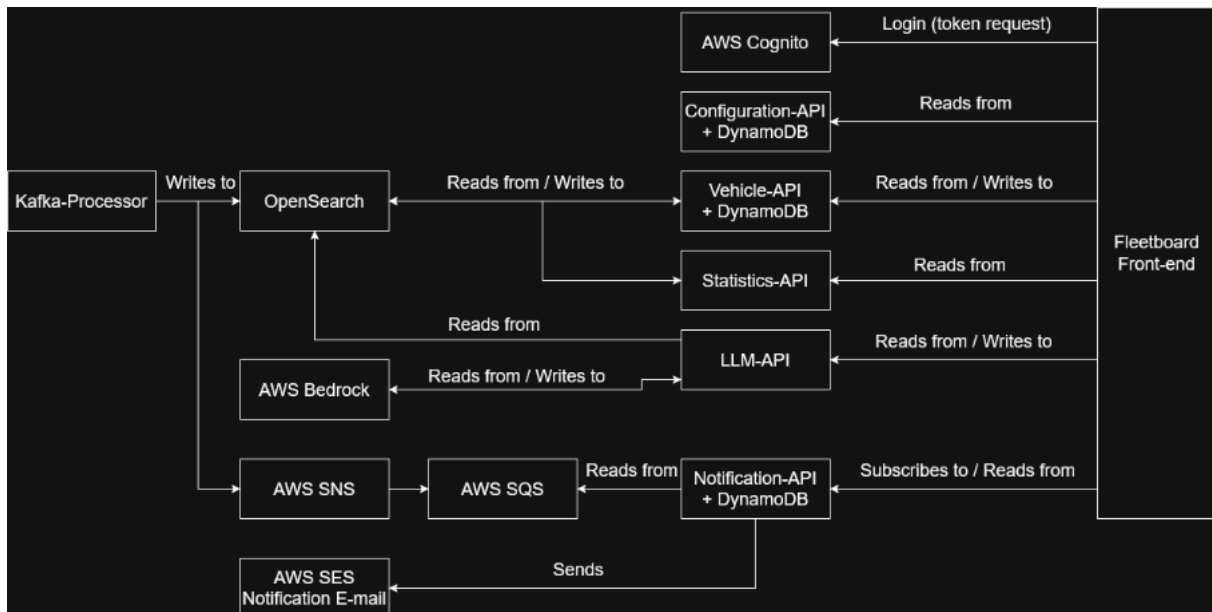 Login (token request)
AWS Cognito
Reads from
Configuration-API
+ DynamoDB
Kafka-Processor
Writes to
OpenSearch
Reads from / Writes to
Vehicle-API
+ DynamoDB
Reads from / Writes to
Fleetboard
Front-end
Statistics-API
Reads from
Reads from
LLM-API
Reads from / Writes to
AWS Bedrock
Reads from / Writes to
AWS SNS
AWS SQS
Reads from
Notification-API
+ DynamoDB
Subscribes to / Reads from
AWS SES
Notification E-mail
Sends